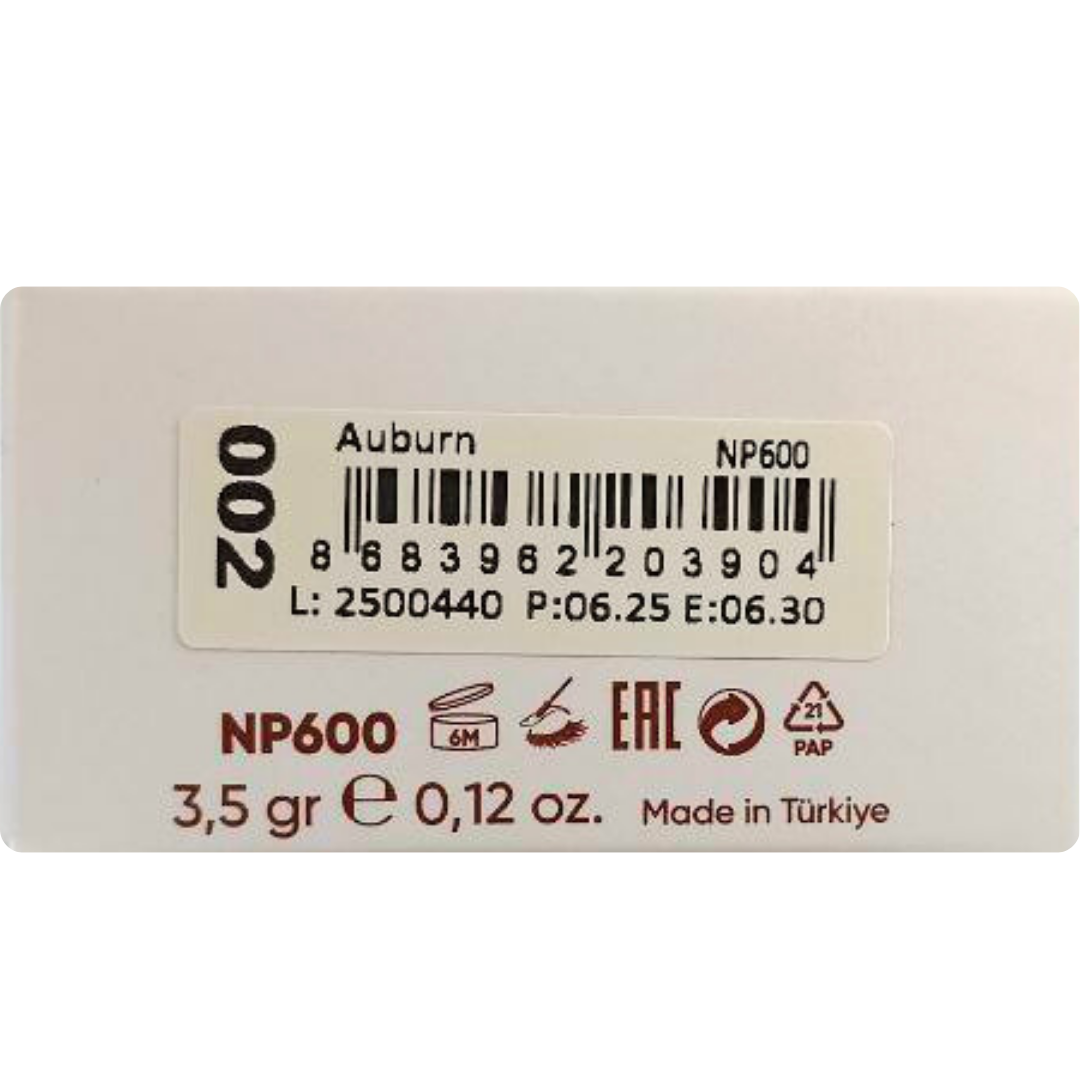 002
Auburn NP600
8 683962 203904
L: 2500440 P:06.25 E:06.30
NP600 6M EAC 21 PAP
3,5 gr ℮ 0,12 oz. Made in Türkiye